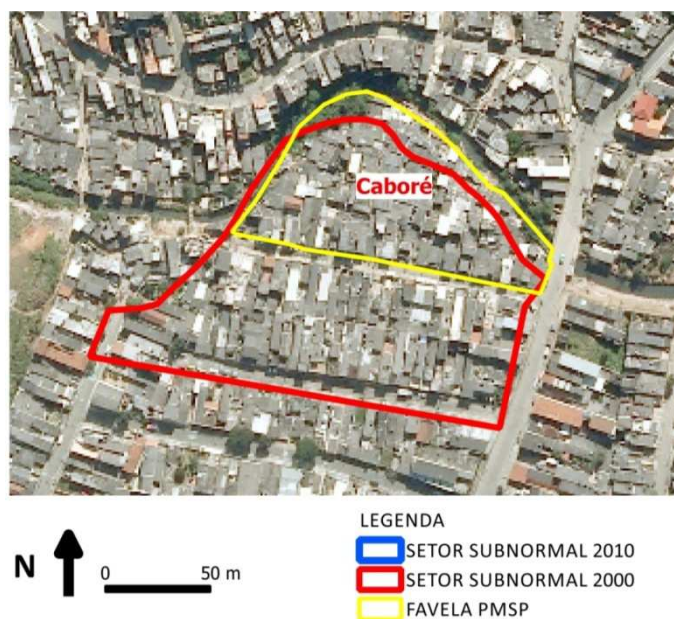 Caboré
N
0 50 m
LEGENDA
SETOR SUBNORMAL 2010
SETOR SUBNORMAL 2000
FAVELA PMSP